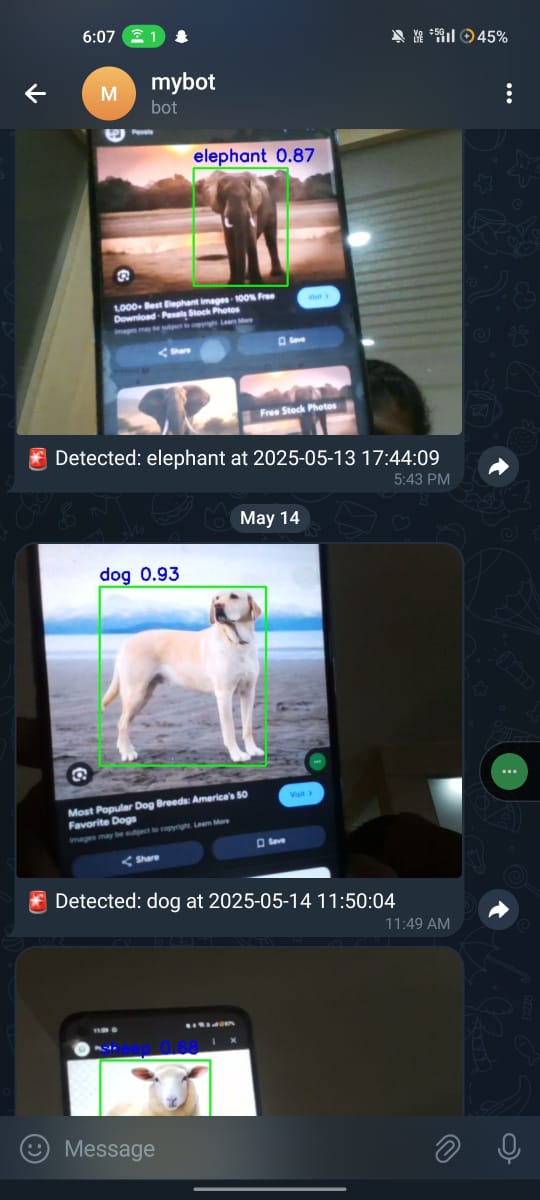 6:07 1 Vo LTE 5G 45%
M
mybot
bot
Pexels
elephant 0.87
1,000+ Best Elephant Images · 100% Free
Download · Pexels Stock Photos
Images may be subject to copyright. Learn More
Visit >
Share
Save
Free Stock Photos
🚨 Detected: elephant at 2025-05-13 17:44:09
5:43 PM
May 14
dog 0.93
Most Popular Dog Breeds: America's 50
Favorite Dogs
Images may be subject to copyright. Learn More
Visit >
Share
Save
🚨 Detected: dog at 2025-05-14 11:50:04
11:49 AM
sheep 0.68
Message